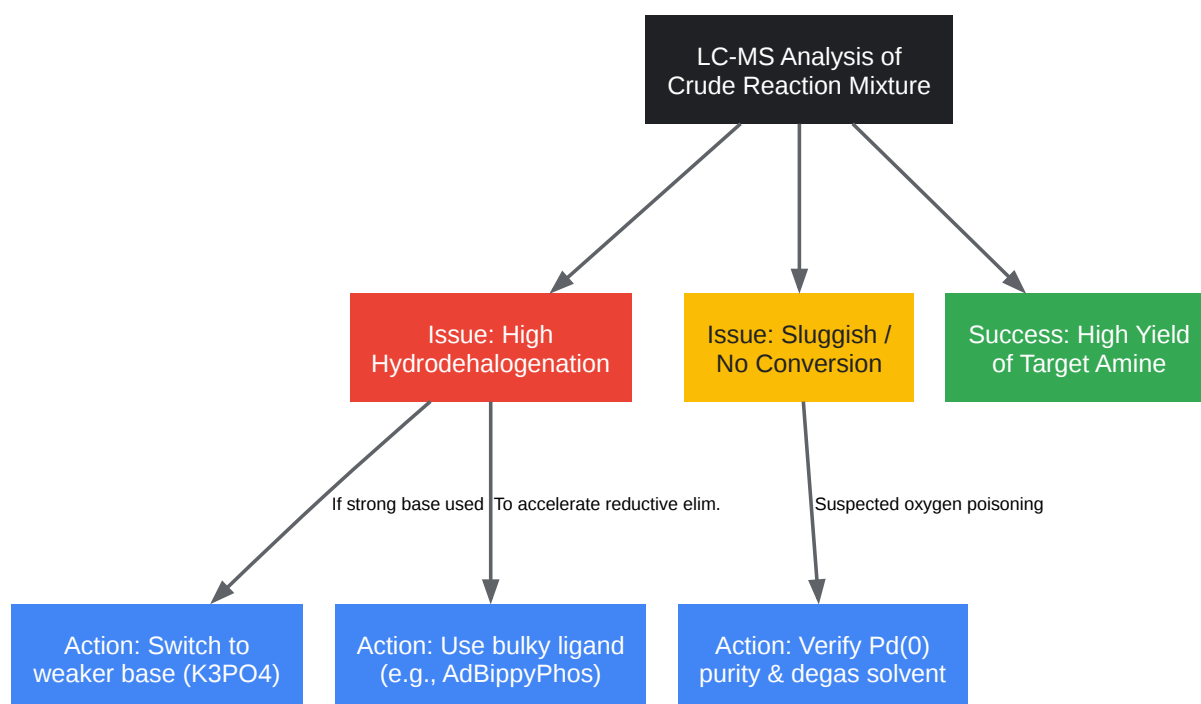 LC-MS Analysis of
Crude Reaction Mixture
Issue: High
Hydrodehalogenation
Issue: Sluggish /
No Conversion
Success: High Yield
of Target Amine
If strong base used
To accelerate reductive elim.
Suspected oxygen poisoning
Action: Switch to
weaker base (K3PO4)
Action: Use bulky ligand
(e.g., AdBippyPhos)
Action: Verify Pd(0)
purity & degas solvent